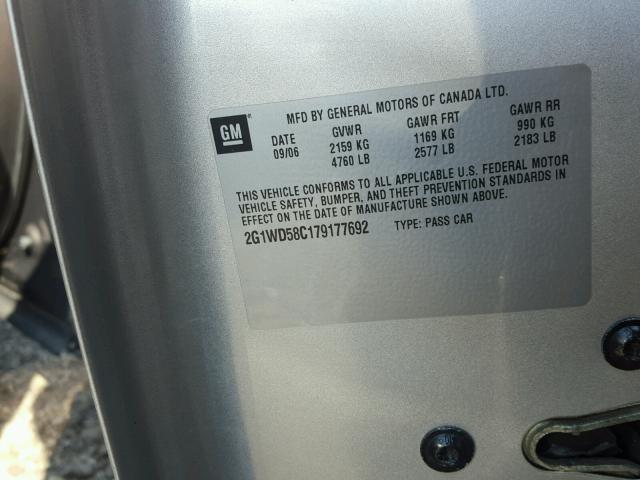 MFD BY GENERAL MOTORS OF CANADA LTD.
GM
DATE GVWR GAWR FRT GAWR RR
09/06 2159 KG 1169 KG 990 KG
4760 LB 2577 LB 2183 LB
THIS VEHICLE CONFORMS TO ALL APPLICABLE U.S. FEDERAL MOTOR
VEHICLE SAFETY, BUMPER, AND THEFT PREVENTION STANDARDS IN
EFFECT ON THE DATE OF MANUFACTURE SHOWN ABOVE.
2G1WD58C179177692 TYPE: PASS CAR